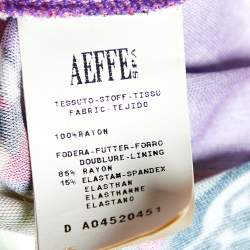 AEFFE SPA
TESSUTO-STOFF-TISSU
FABRIC-TEJIDO
100%RAYON
FODERA-FUTTER-FORRO
DOUBLURE-LINING
85% RAYON
15% ELASTAM-SPANDEX
ELASTHAN
ELASTHANNE
ELASTANO
D A04520451